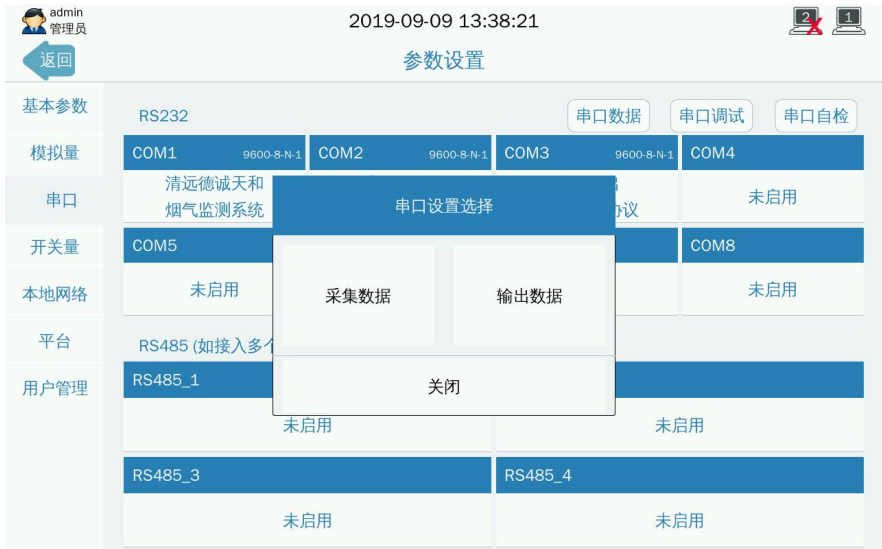 admin
管理员
2019-09-09 13:38:21
2
1
返回
参数设置
基本参数
模拟量
串口
开关量
本地网络
平台
用户管理
RS232
串口数据
串口调试
串口自检
COM1
9600-8-N-1
COM2
9600-8-N-1
COM3
9600-8-N-1
COM4
清远德诚天和
烟气监测系统
协议
未启用
COM5
COM8
未启用
未启用
串口设置选择
采集数据
输出数据
关闭
RS485 (如接入多个
RS485_1
未启用
未启用
RS485_3
RS485_4
未启用
未启用